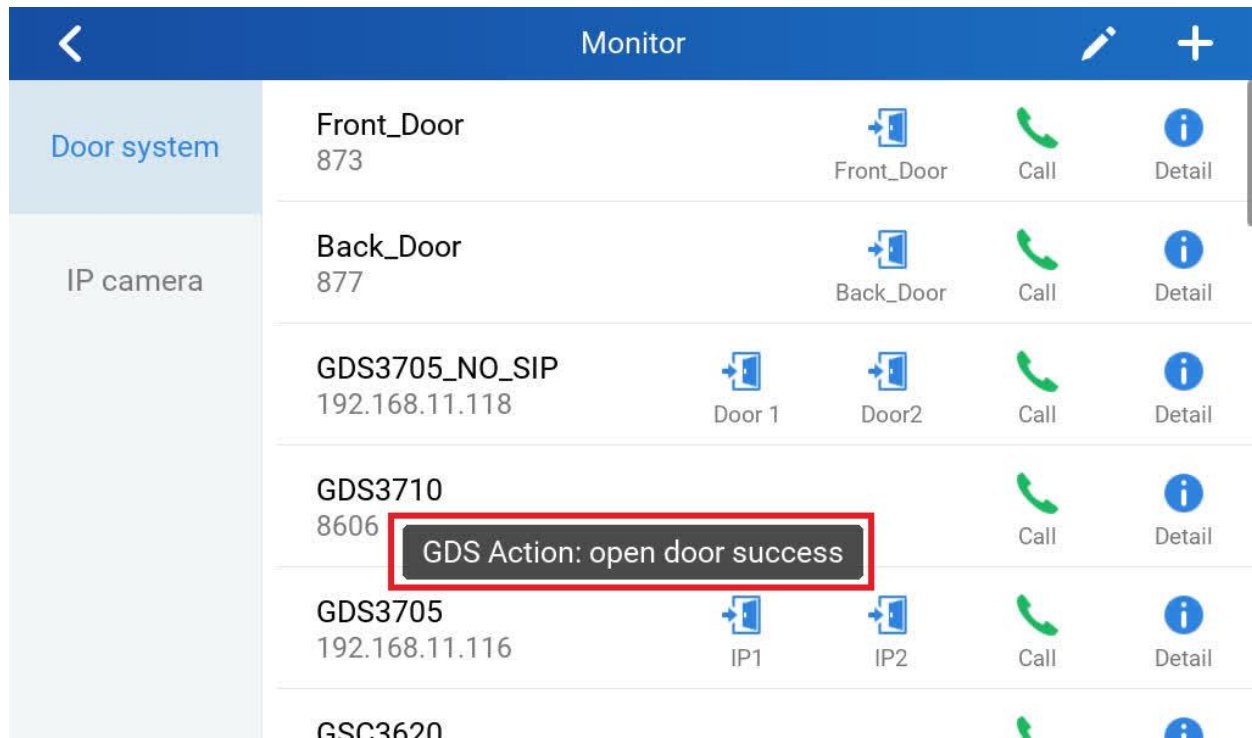 Monitor
Door system
IP camera
Front_Door
873
Front_Door
Call
Detail
Back_Door
877
Back_Door
Call
Detail
GDS3705_NO_SIP
192.168.11.118
Door 1
Door2
Call
Detail
GDS3710
8606
Call
Detail
GDS Action: open door success
GDS3705
192.168.11.116
IP1
IP2
Call
Detail
GSC3620